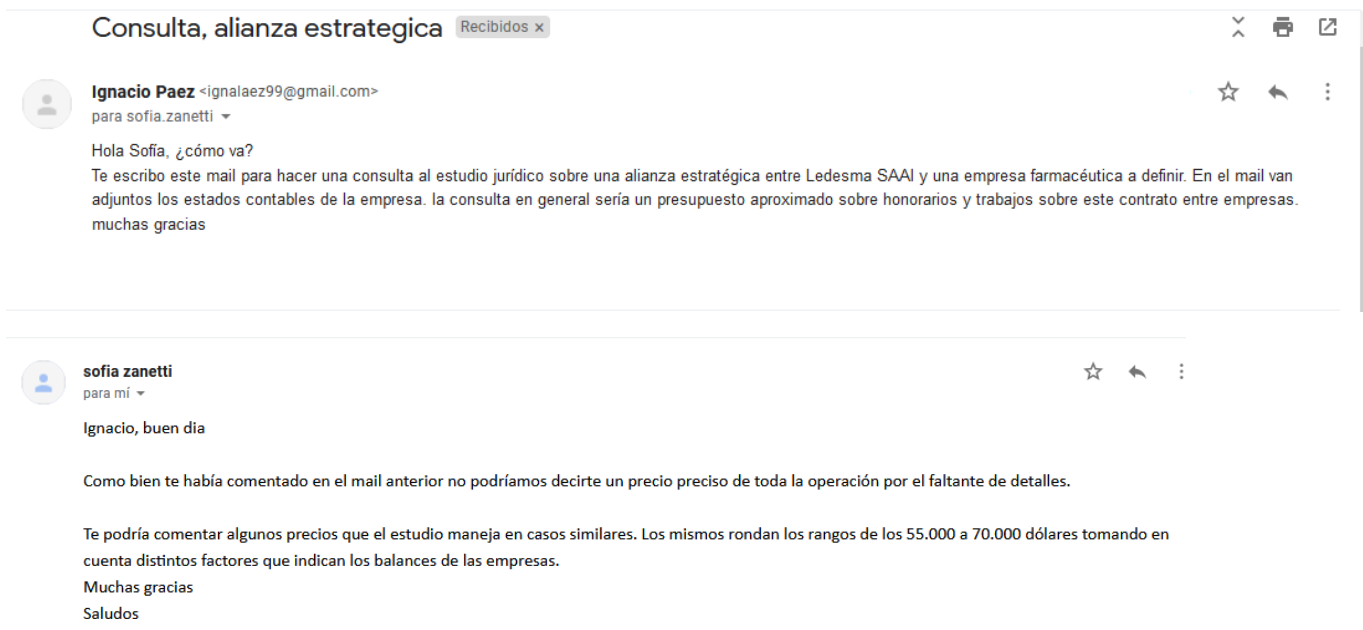 Consulta, alianza estrategica Recibidos x
Ignacio Paez <ignalaez99@gmail.com>
para sofia.zanetti
Hola Sofía, ¿cómo va?
Te escribo este mail para hacer una consulta al estudio jurídico sobre una alianza estratégica entre Ledesma SAAI y una empresa farmacéutica a definir. En el mail van
adjuntos los estados contables de la empresa. la consulta en general sería un presupuesto aproximado sobre honorarios y trabajos sobre este contrato entre empresas.
muchas gracias
sofia zanetti
para mí
Ignacio, buen dia
Como bien te había comentado en el mail anterior no podríamos decirte un precio preciso de toda la operación por el faltante de detalles.
Te podría comentar algunos precios que el estudio maneja en casos similares. Los mismos rondan los rangos de los 55.000 a 70.000 dólares tomando en
cuenta distintos factores que indican los balances de las empresas.
Muchas gracias
Saludos